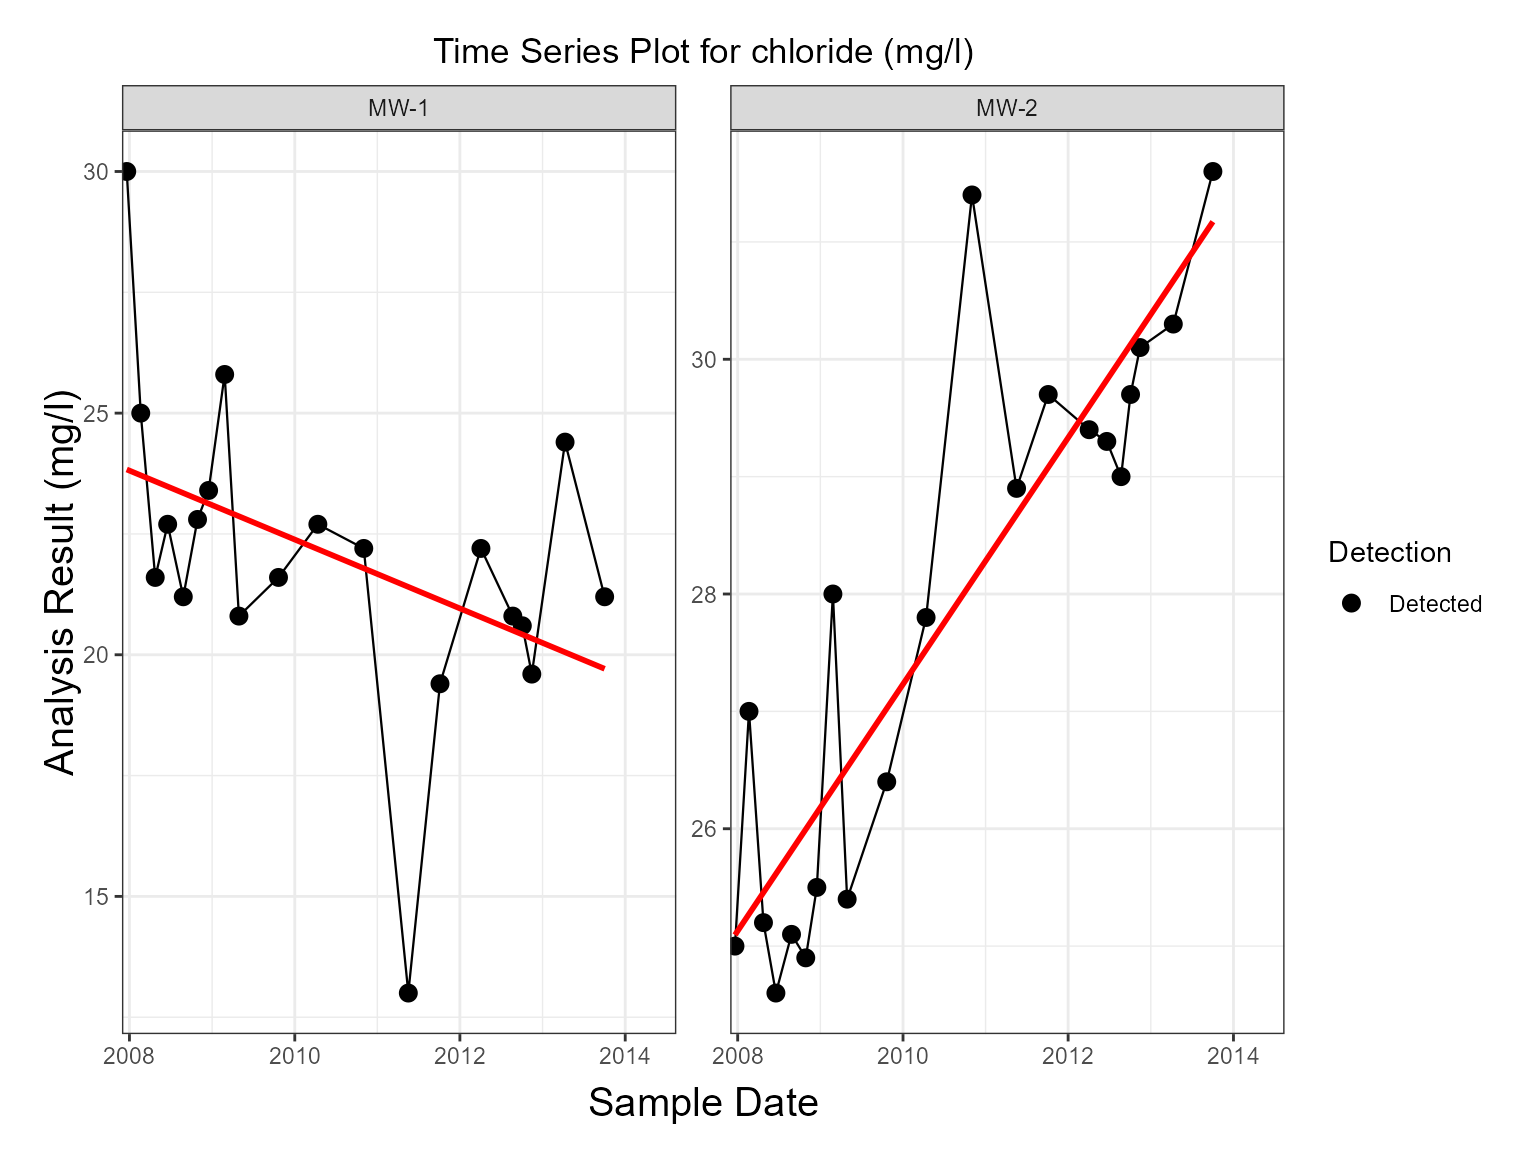 Time Series Plot for chloride (mg/l)
MW-1
MW-2
Analysis Result (mg/l)
30
25
20
15
30
28
26
2008 2010 2012 2014
2008 2010 2012 2014
Sample Date
Detection
Detected